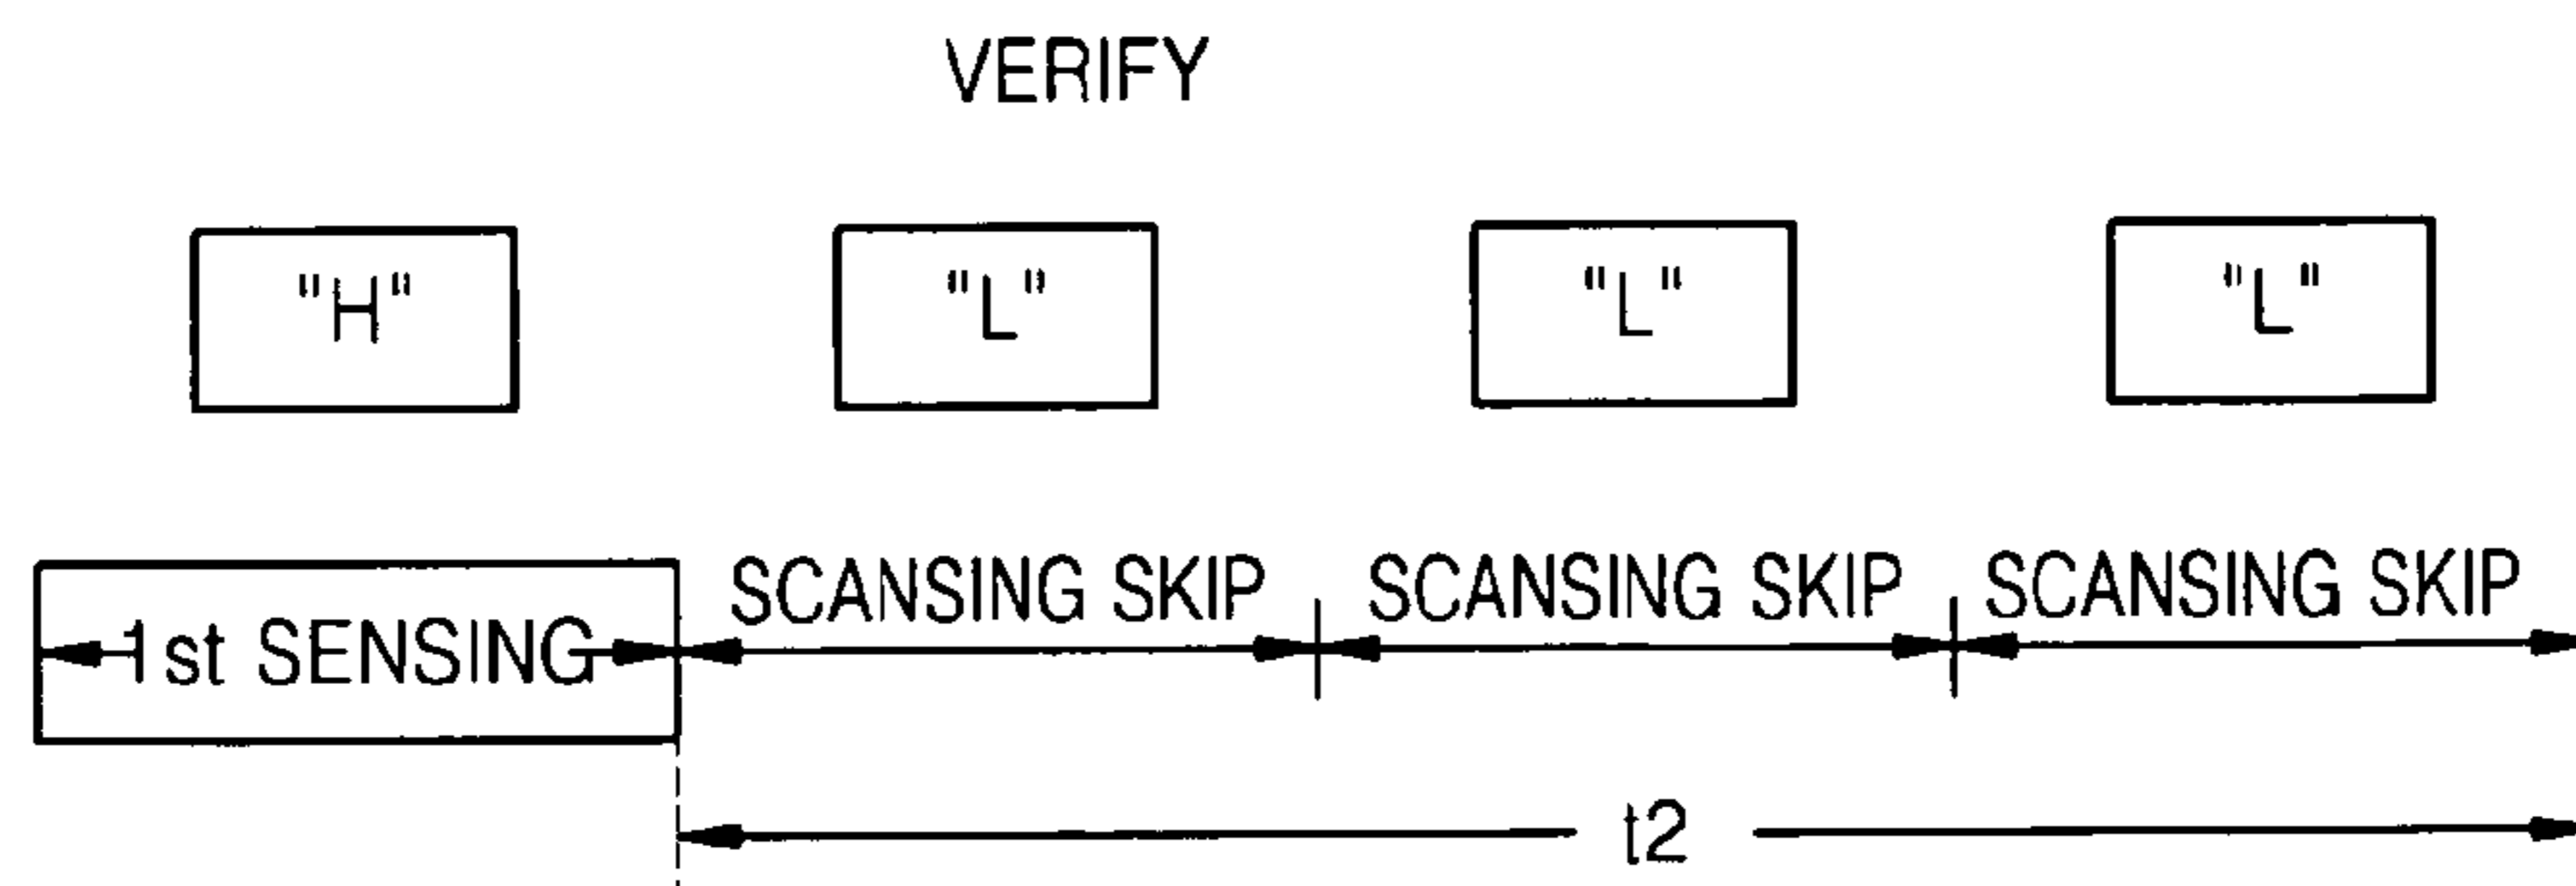 VERIFY
"H" "L" "L" "L"
SCANSING SKIP SCANSING SKIP SCANSING SKIP
1st SENSING
t2